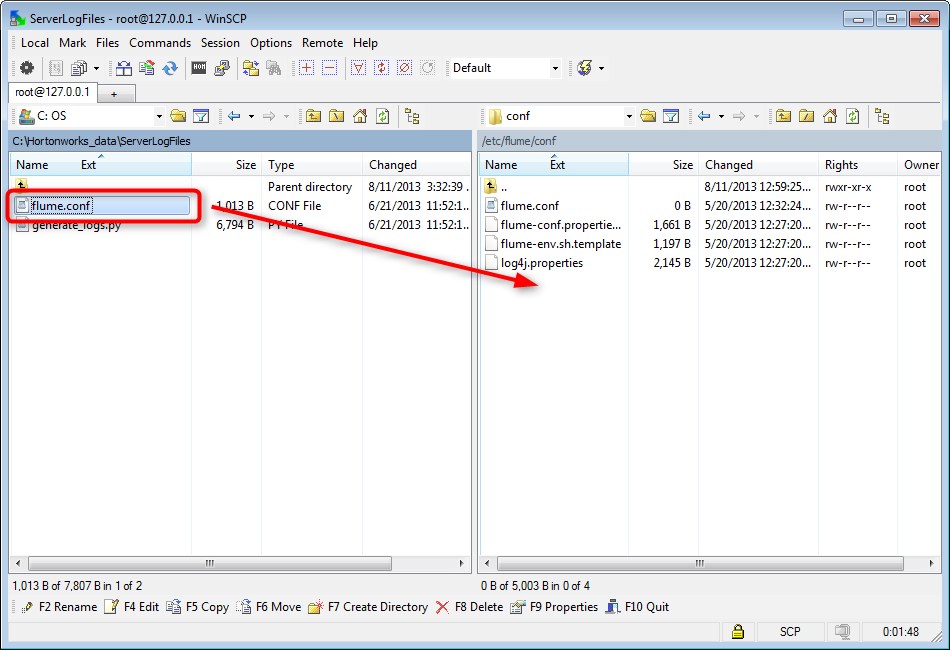 ServerLogFiles - root@127.0.0.1 - WinSCP
Local Mark Files Commands Session Options Remote Help
Default
root@127.0.0.1 +
C: OS conf
C:\Hortonworks_data\ServerLogFiles /etc/flume/conf
Name Ext Size Type Changed Name Ext Size Changed Rights Owner
Parent directory 8/11/2013 3:32:39 .. .. 8/11/2013 12:59:25... rwxr-xr-x root
flume.conf 1,013 B CONF File 6/21/2013 11:52:1... flume.conf 0 B 5/20/2013 12:32:24... rw-r--r-- root
generate_logs.py 6,794 B PY File 6/21/2013 11:52:1... flume-conf.propertie... 1,661 B 5/20/2013 12:27:20... rw-r--r-- root
flume-env.sh.template 1,197 B 5/20/2013 12:27:20... rw-r--r-- root
log4j.properties 2,145 B 5/20/2013 12:27:20... rw-r--r-- root
1,013 B of 7,807 B in 1 of 2 0 B of 5,003 B in 0 of 4
F2 Rename F4 Edit F5 Copy F6 Move F7 Create Directory F8 Delete F9 Properties F10 Quit
SCP 0:01:48